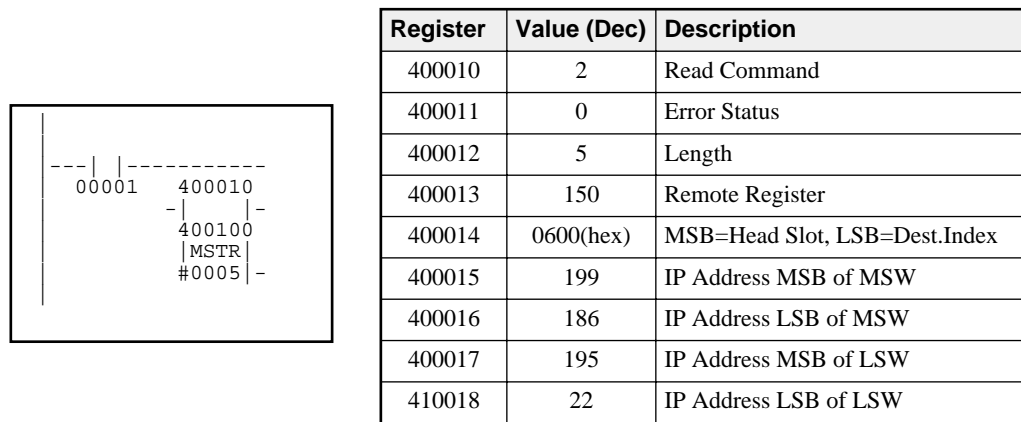 ---| |-----------
00001 400010
-| |-
400100
|MSTR|
#0005|-
Register Value (Dec) Description
400010 2 Read Command
400011 0 Error Status
400012 5 Length
400013 150 Remote Register
400014 0600(hex) MSB=Head Slot, LSB=Dest.Index
400015 199 IP Address MSB of MSW
400016 186 IP Address LSB of MSW
400017 195 IP Address MSB of LSW
410018 22 IP Address LSB of LSW